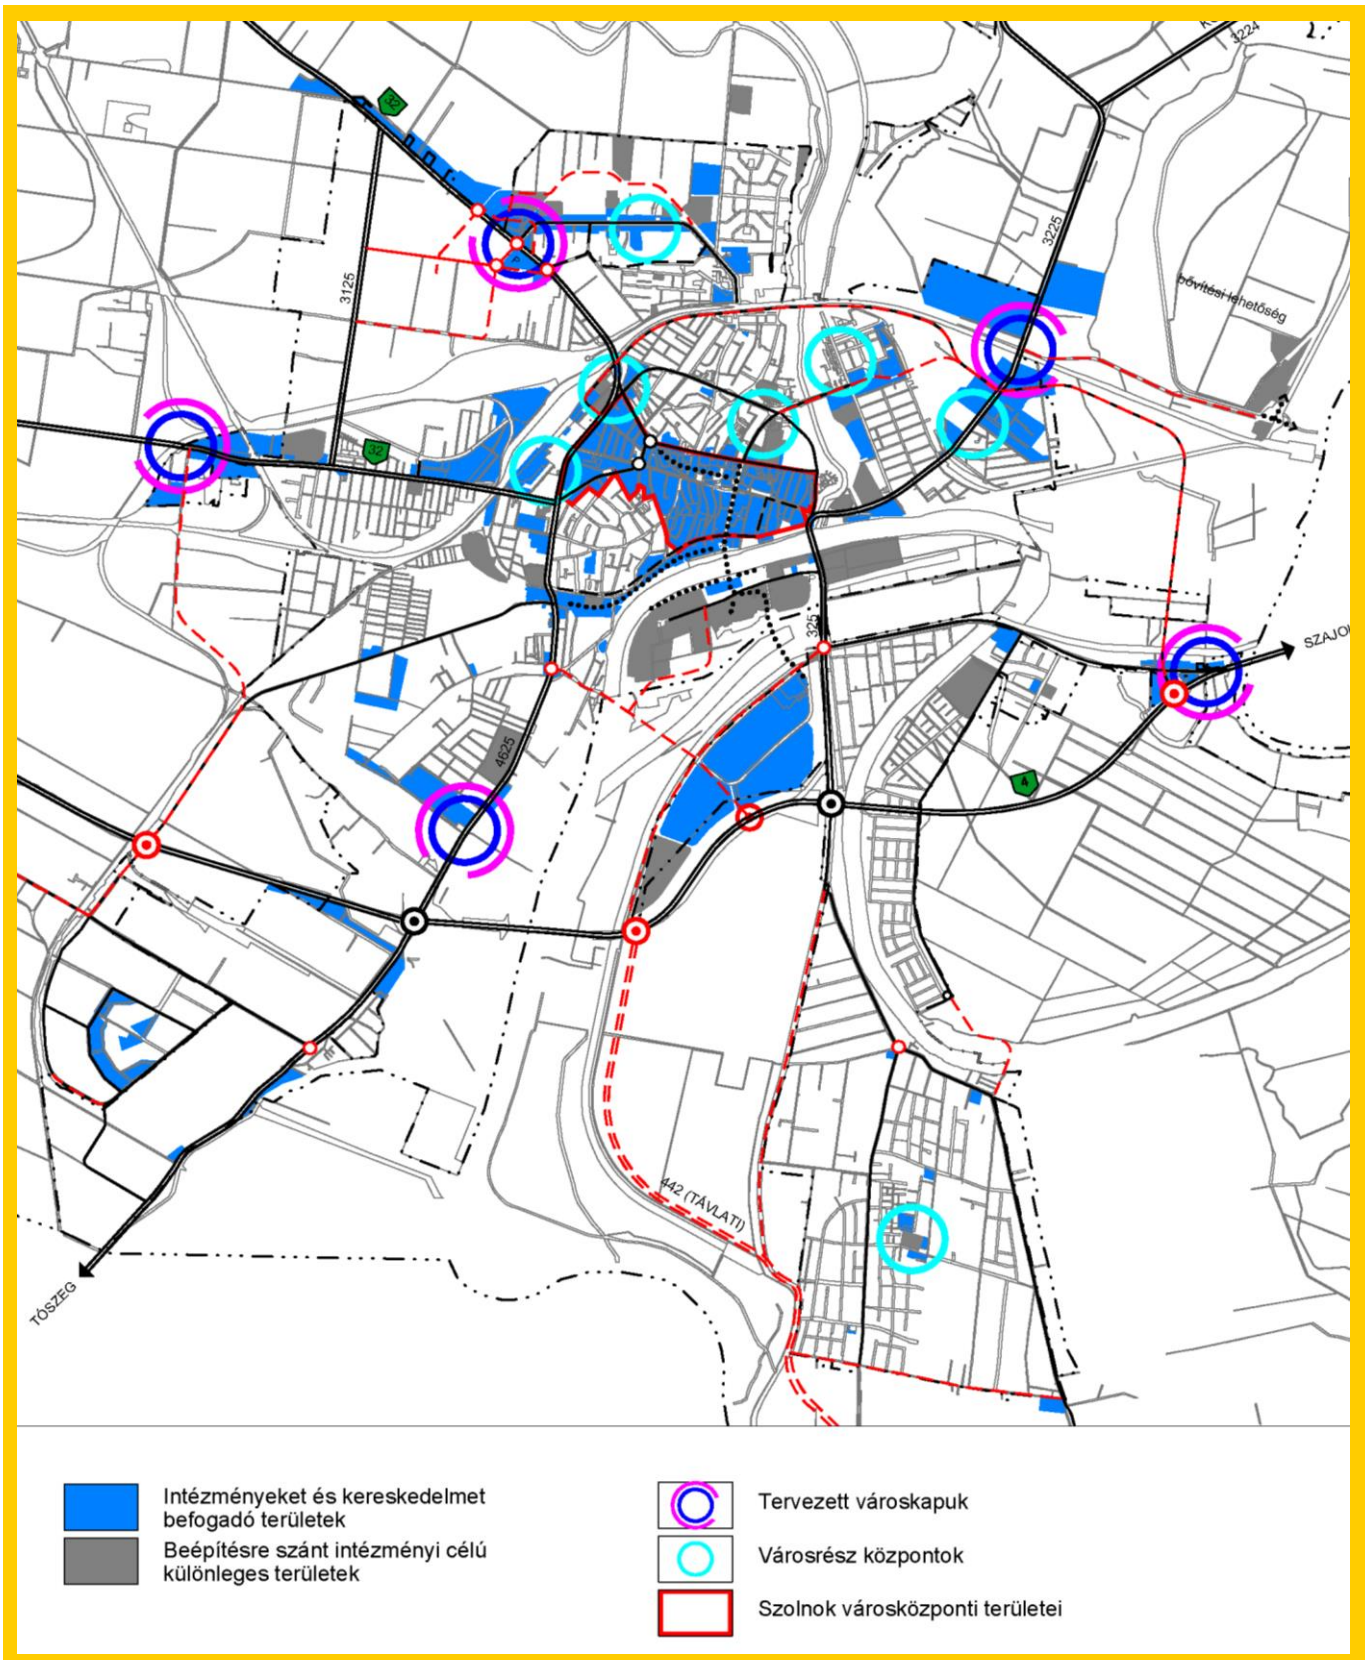 3224
32
3225
bővítési lehetőség
3125
32
325
SZAJOL
4625
4
442 (TÁVLATI)
TÓSZEG
Intézményeket és kereskedelmet
befogadó területek
Beépítésre szánt intézményi célú
különleges területek
Tervezett városkapuk
Városrész központok
Szolnok városközponti területei